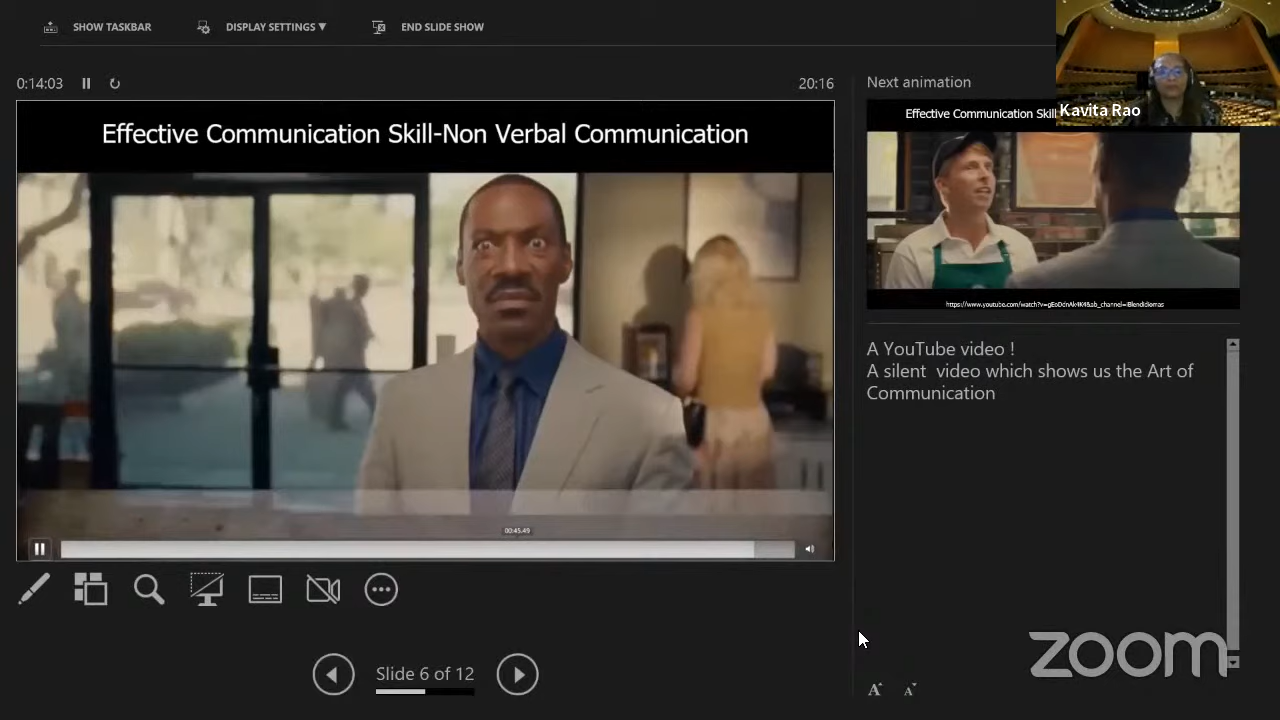 SHOW TASKBAR
DISPLAY SETTINGS ▼
END SLIDE SHOW
0:14:03
20:16
Effective Communication Skill-Non Verbal Communication
00:45.49
Slide 6 of 12
Next animation
Kavita Rao
Effective Communication Skill
A YouTube video !
A silent video which shows us the Art of
Communication
A A
zoom